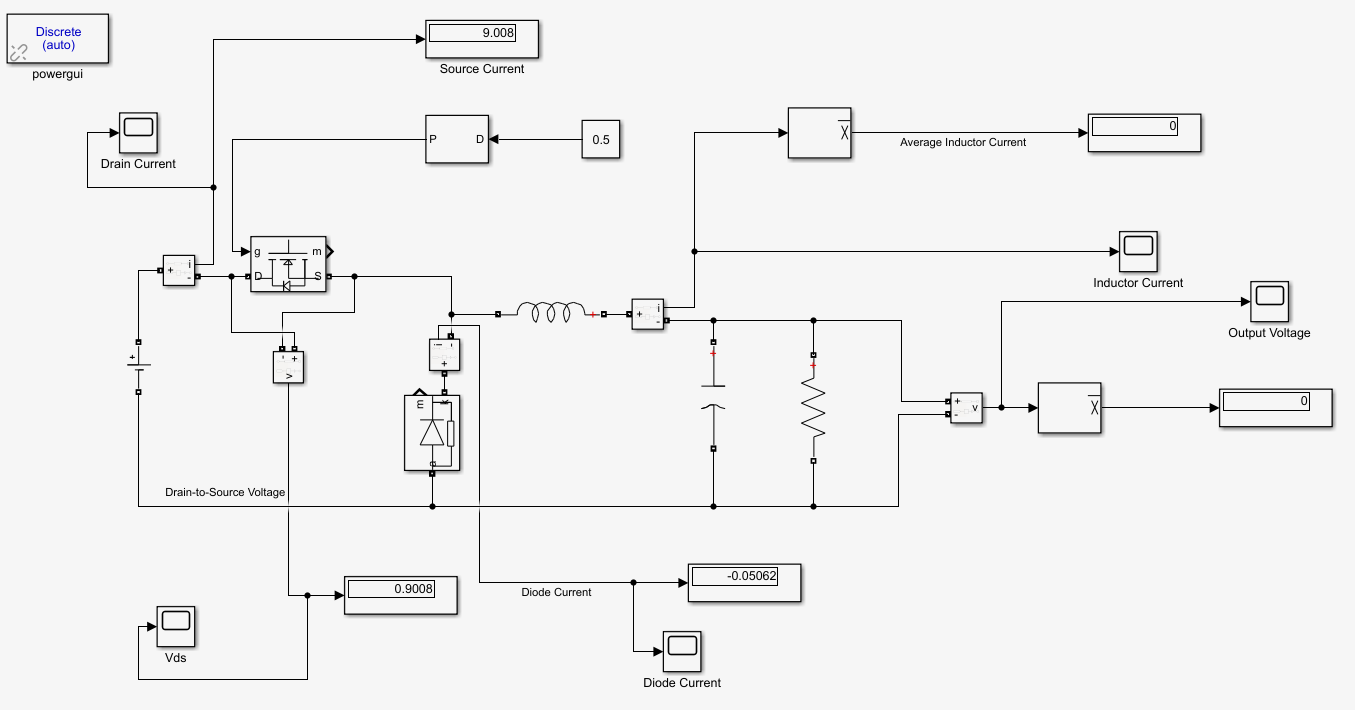 Discrete
(auto)
powergui
9.008
Source Current
Drain Current
P
D
0.5
X
Average Inductor Current
0
g
m
D
S
i
+
-
Inductor Current
Output Voltage
+
i
-
+
-
+
v
i
-
+
+
+
m
k
a
+
-
v
X
0
Drain-to-Source Voltage
0.9008
Vds
Diode Current
-0.05062
Diode Current